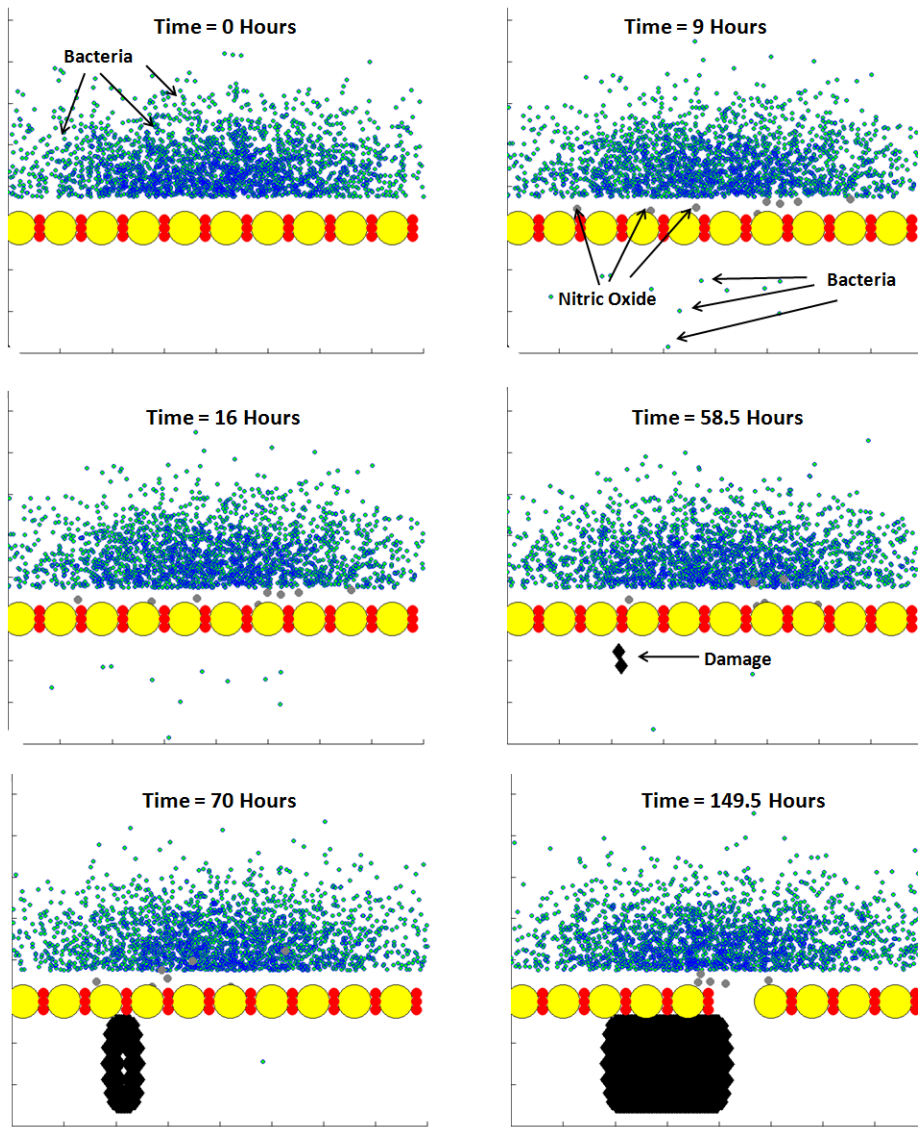 Time = 0 Hours
Bacteria
Time = 9 Hours
Nitric Oxide
Bacteria
Time = 16 Hours
Time = 58.5 Hours
Damage
Time = 70 Hours
Time = 149.5 Hours